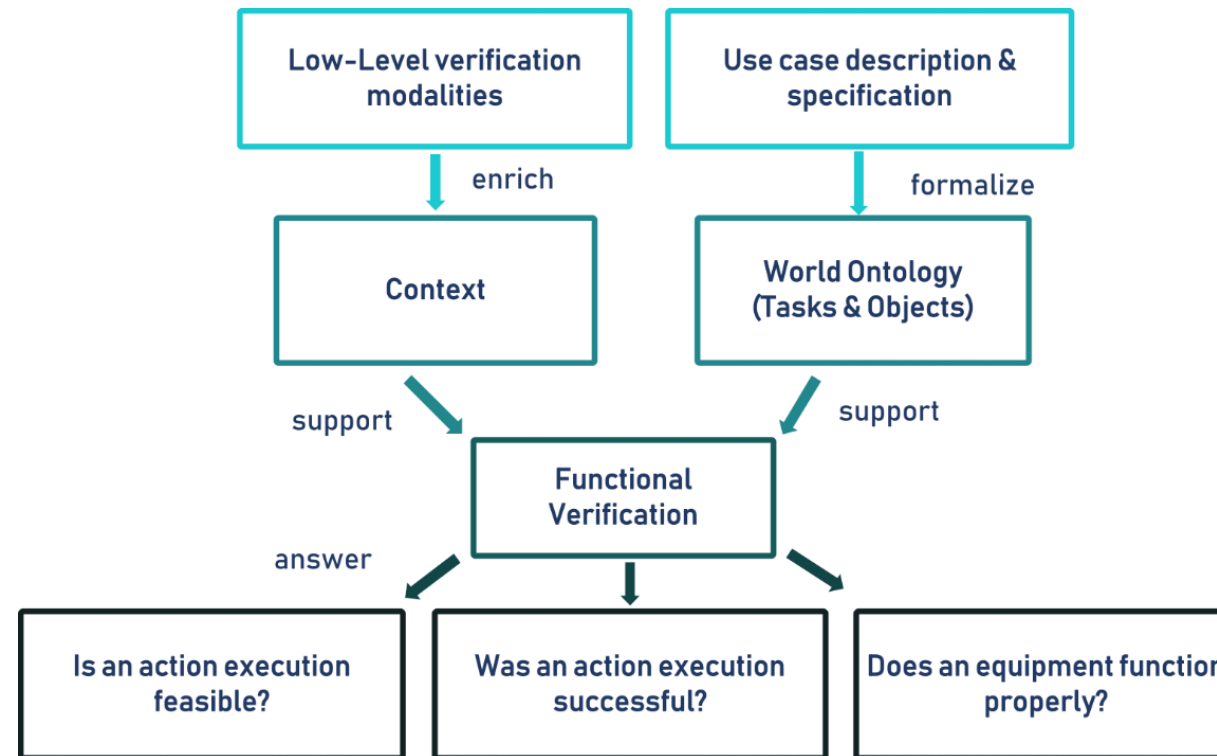 Low-Level verification
modalities
Use case description &
specification
enrich
formalize
Context
World Ontology
(Tasks & Objects)
support
support
Functional
Verification
answer
Is an action execution
feasible?
Was an action execution
successful?
Does an equipment function
properly?